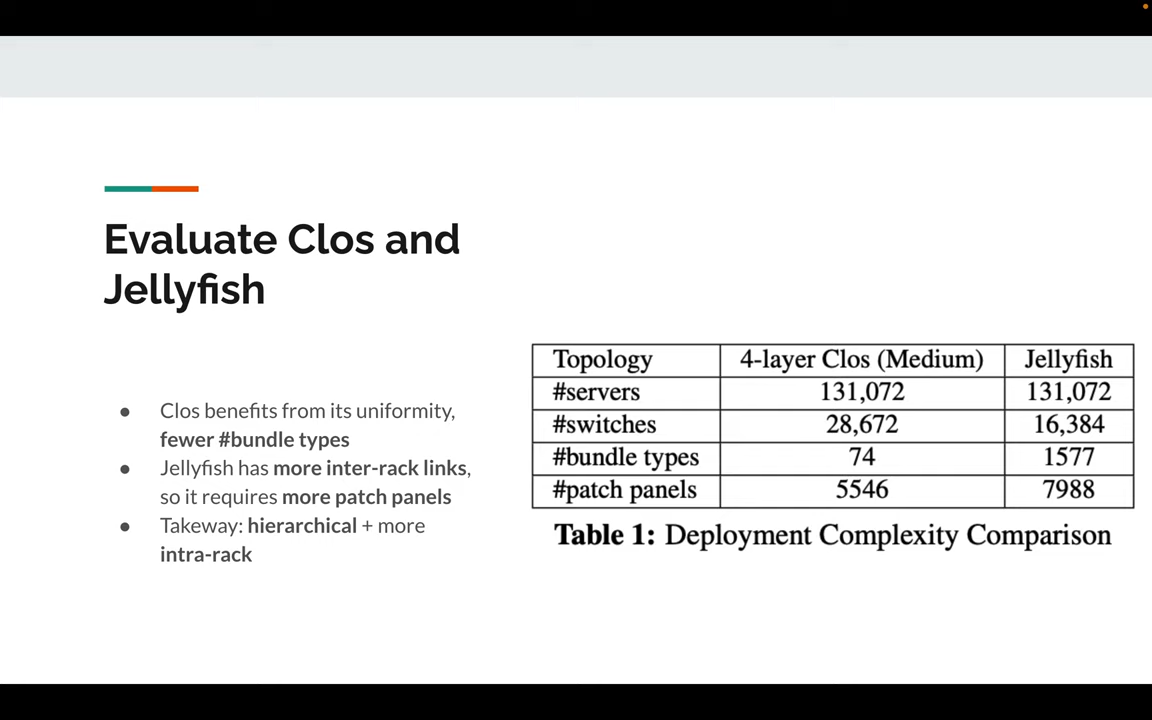 Evaluate Clos and
Jellyfish
● Clos benefits from its uniformity,
fewer #bundle types
● Jellyfish has more inter-rack links,
so it requires more patch panels
● Takeway: hierarchical + more
intra-rack
Topology 4-layer Clos (Medium) Jellyfish
#servers 131,072 131,072
#switches 28,672 16,384
#bundle types 74 1577
#patch panels 5546 7988
Table 1: Deployment Complexity Comparison